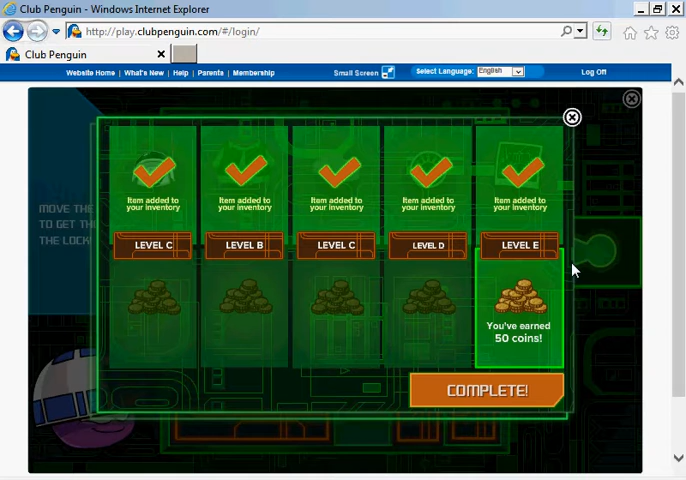 Club Penguin - Windows Internet Explorer
http://play.clubpenguin.com/#/login/
Club Penguin
Website Home | What's New | Help | Parents | Membership
Small Screen
Select Language: English
Log Off
MOVE THE
TO GET TH
THE LOCK!
Item added to
your inventory
Item added to
your inventory
Item added to
your inventory
Item added to
your inventory
Item added to
your inventory
LEVEL C
LEVEL B
LEVEL C
LEVEL D
LEVEL E
You've earned
50 coins!
COMPLETE!